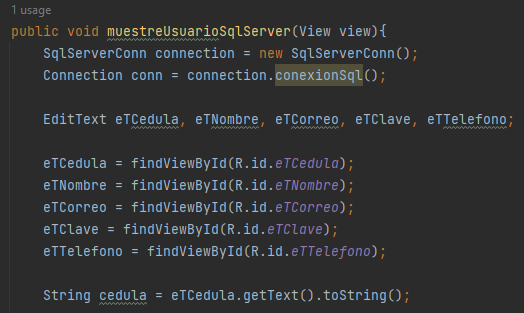 1 usage
public void muestreUsuarioSqlServer(View view){
SqlServerConn connection = new SqlServerConn();
Connection conn = connection.conexionSql();
EditText eTCedula, eTNombre, eTCorreo, eTClave, eTTelefono;
eTCedula = findViewById(R.id.eTCedula);
eTNombre = findViewById(R.id.eTNombre);
eTCorreo = findViewById(R.id.eTCorreo);
eTClave = findViewById(R.id.eTClave);
eTTelefono = findViewById(R.id.eTTelefono);
String cedula = eTCedula.getText().toString();